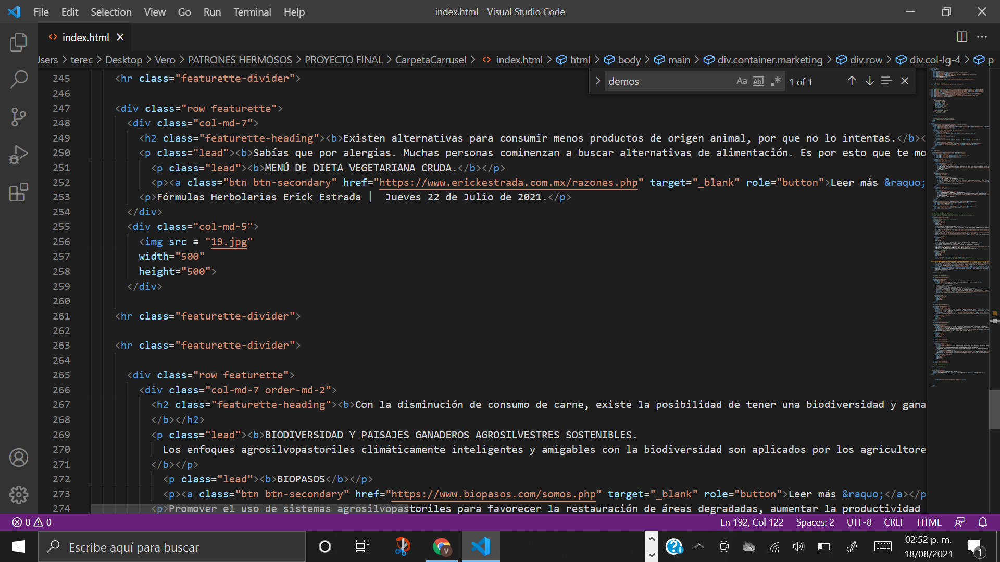 File Edit Selection View Go Run Terminal Help
index.html - Visual Studio Code
index.html
Users > terec > Desktop > Vero > PATRONES HERMOSOS > PROYECTO FINAL > CarpetaCarrusel > index.html > html > body > main > div.container.marketing > div.row > div.col-lg-4 > p
demos
Aa Abl .* 1 of 1
245 <hr class="featurette-divider">
246
247 <div class="row featurette">
248 <div class="col-md-7">
249 <h2 class="featurette-heading"><b>Existen alternativas para consumir menos productos de origen animal, por que no lo intentas.</b><
250 <p class="lead"><b>Sabías que por alergias. Muchas personas cominenzan a buscar alternativas de alimentación. Es por esto que te mo
251 <p class="lead"><b>MENÚ DE DIETA VEGETARIANA CRUDA.</b></p>
252 <p><a class="btn btn-secondary" href="https://www.erickestrada.com.mx/razones.php" target="_blank" role="button">Leer más &raquo;
253 <p>Fórmulas Herbolarias Erick Estrada |  Jueves 22 de Julio de 2021.</p>
254 </div>
255 <div class="col-md-5">
256 <img src = "19.jpg"
257 width="500"
258 height="500">
259 </div>
260
261 <hr class="featurette-divider">
262
263 <hr class="featurette-divider">
264
265 <div class="row featurette">
266 <div class="col-md-7 order-md-2">
267 <h2 class="featurette-heading"><b>Con la disminución de consumo de carne, existe la posibilidad de tener una biodiversidad y gana
268 </b></h2>
269 <p class="lead"><b>BIODIVERSIDAD Y PAISAJES GANADEROS AGROSILVESTRES SOSTENIBLES.
270 Los enfoques agrosilvopastoriles climáticamente inteligentes y amigables con la biodiversidad son aplicados por los agricultore
271 </b></p>
272 <p class="lead"><b>BIOPASOS</b></p>
273 <p><a class="btn btn-secondary" href="https://www.biopasos.com/somos.php" target="_blank" role="button">Leer más &raquo;</a></p
274 <p>Promover el uso de sistemas agrosilvopastoriles para favorecer la restauración de áreas degradadas, aumentar la productividad
0 0
Ln 192, Col 122 Spaces: 2 UTF-8 CRLF HTML
Escribe aquí para buscar
V
02:52 p. m.
18/08/2021
1